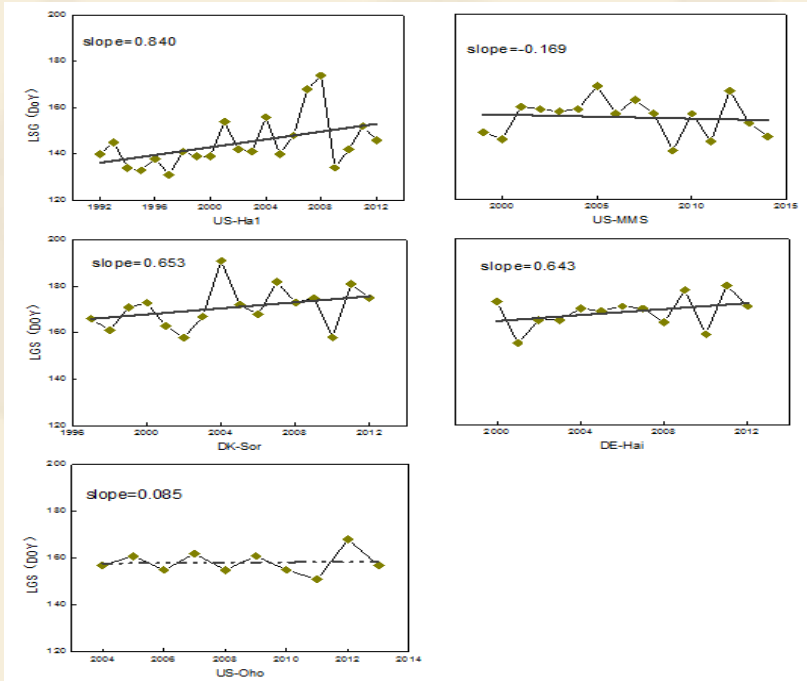 200
slope=0.840
180
LSG (DoY)
160
140
120
1992 1996 2000 2004 2008 2012
US-Ha1
slope=-0.169
2000 2005 2010 2015
US-MMS
200
slope=0.653
180
LGS (DOY)
160
140
120
1996 2000 2004 2008 2012
DK-Sor
slope=0.643
2000 2004 2008 2012
DE-Hai
200
slope=0.085
180
LGS (DOY)
160
140
120
2004 2006 2008 2010 2012 2014
US-Oho